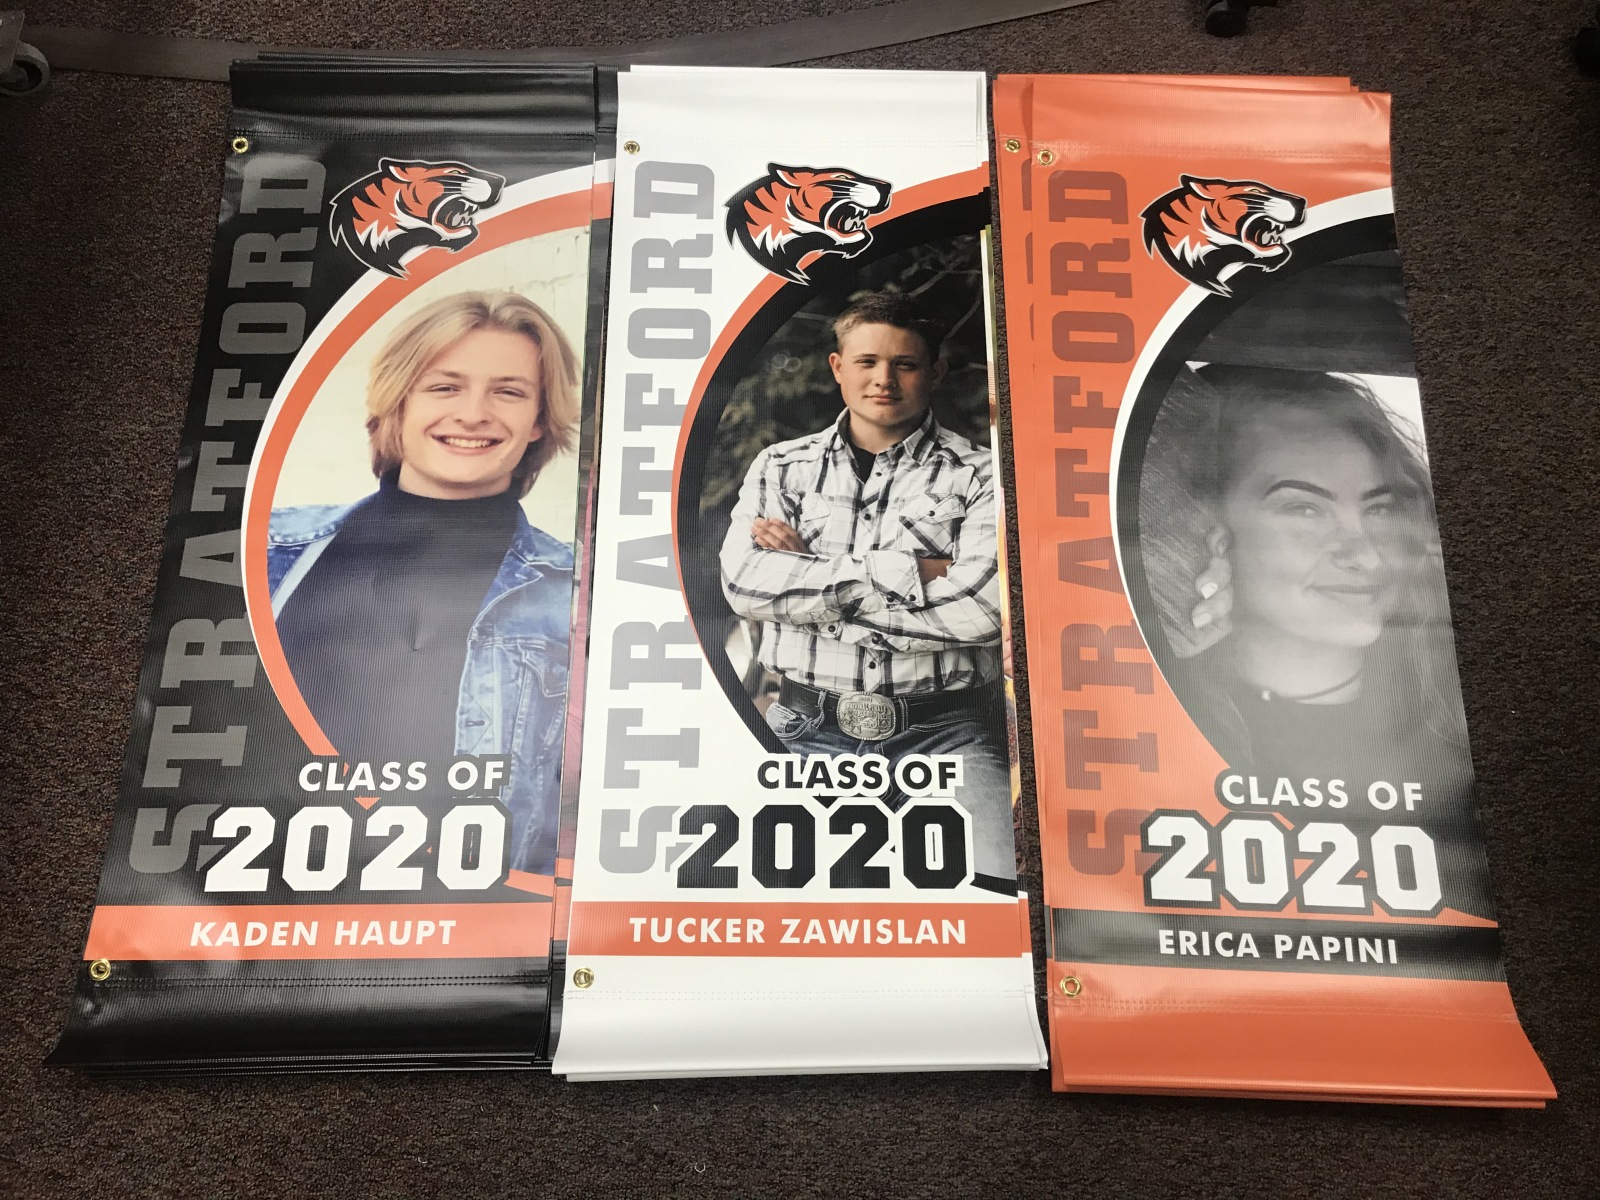 STRATFORD
CLASS OF
2020
KADEN HAUPT
STRATFORD
CLASS OF
2020
TUCKER ZAWISLAN
STRATFORD
CLASS OF
2020
ERICA PAPINI